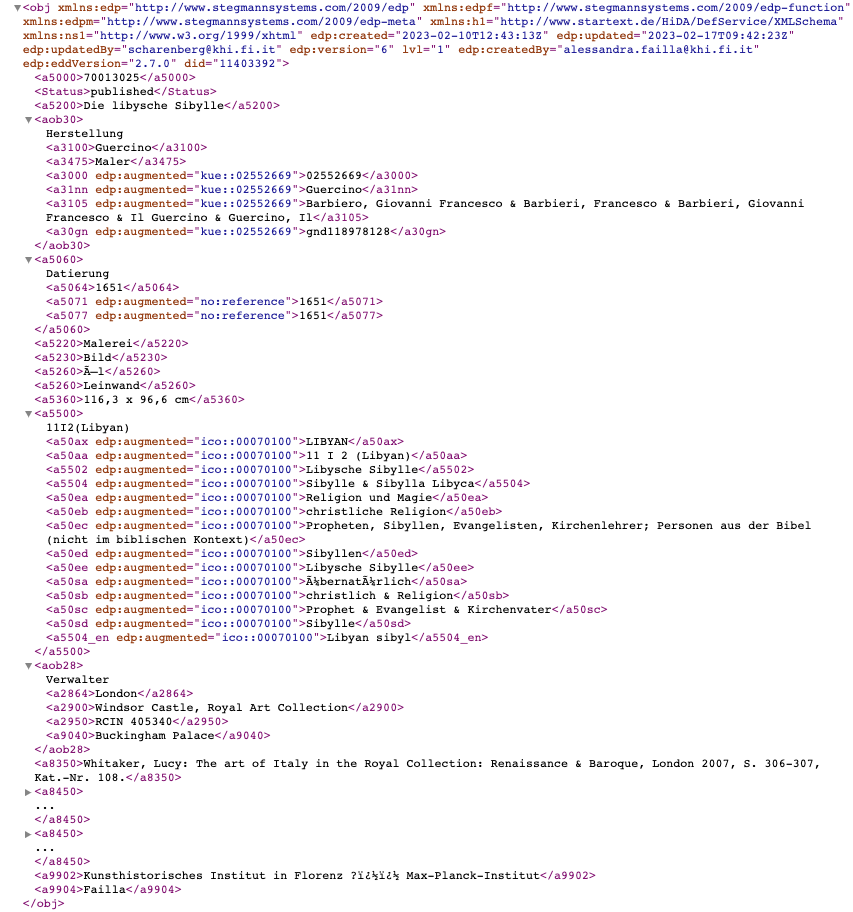 ▼<obj xmlns:edp="http://www.stegmannsystems.com/2009/edp" xmlns:edpf="http://www.stegmannsystems.com/2009/edp-function"
xmlns:edpm="http://www.stegmannsystems.com/2009/edp-meta" xmlns:h1="http://www.startext.de/HiDA/DefService/XMLSchema"
xmlns:ns1="http://www.w3.org/1999/xhtml" edp:created="2023-02-10T12:43:13Z" edp:updated="2023-02-17T09:42:23Z"
edp:updatedBy="scharenberg@khi.fi.it" edp:version="6" lvl="1" edp:createdBy="alessandra.failla@khi.fi.it"
edp:eddVersion="2.7.0" did="11403392">
<a5000>70013025</a5000>
<Status>published</Status>
<a5200>Die libysche Sibylle</a5200>
▼<aob30>
Herstellung
<a3100>Guercino</a3100>
<a3475>Maler</a3475>
<a3000 edp:augmented="kue::02552669">02552669</a3000>
<a31nn edp:augmented="kue::02552669">Guercino</a31nn>
<a3105 edp:augmented="kue::02552669">Barbiero, Giovanni Francesco & Barbieri, Francesco & Barbieri, Giovanni
Francesco & Il Guercino & Guercino, Il</a3105>
<a30gn edp:augmented="kue::02552669">gnd118978128</a30gn>
</aob30>
▼<a5060>
Datierung
<a5064>1651</a5064>
<a5071 edp:augmented="no:reference">1651</a5071>
<a5077 edp:augmented="no:reference">1651</a5077>
</a5060>
<a5220>Malerei</a5220>
<a5230>Bild</a5230>
<a5260>Ã—l</a5260>
<a5260>Leinwand</a5260>
<a5360>116,3 x 96,6 cm</a5360>
▼<a5500>
11I2(Libyan)
<a50ax edp:augmented="ico::00070100">LIBYAN</a50ax>
<a50aa edp:augmented="ico::00070100">11 I 2 (Libyan)</a50aa>
<a5502 edp:augmented="ico::00070100">Libysche Sibylle</a5502>
<a5504 edp:augmented="ico::00070100">Sibylle & Sibylla Libyca</a5504>
<a50ea edp:augmented="ico::00070100">Religion und Magie</a50ea>
<a50eb edp:augmented="ico::00070100">christliche Religion</a50eb>
<a50ec edp:augmented="ico::00070100">Propheten, Sibyllen, Evangelisten, Kirchenlehrer; Personen aus der Bibel
(nicht im biblischen Kontext)</a50ec>
<a50ed edp:augmented="ico::00070100">Sibyllen</a50ed>
<a50ee edp:augmented="ico::00070100">Libysche Sibylle</a50ee>
<a50sa edp:augmented="ico::00070100">Ã¼bernatÃ¼rlich</a50sa>
<a50sb edp:augmented="ico::00070100">christlich & Religion</a50sb>
<a50sc edp:augmented="ico::00070100">Prophet & Evangelist & Kirchenvater</a50sc>
<a50sd edp:augmented="ico::00070100">Sibylle</a50sd>
<a5504_en edp:augmented="ico::00070100">Libyan sibyl</a5504_en>
</a5500>
▼<aob28>
Verwalter
<a2864>London</a2864>
<a2900>Windsor Castle, Royal Art Collection</a2900>
<a2950>RCIN 405340</a2950>
<a9040>Buckingham Palace</a9040>
</aob28>
<a8350>Whitaker, Lucy: The art of Italy in the Royal Collection: Renaissance & Baroque, London 2007, S. 306-307,
Kat.-Nr. 108.</a8350>
▶<a8450>
...
</a8450>
▶<a8450>
...
</a8450>
<a9902>Kunsthistorisches Institut in Florenz ?ï¿½ï¿½ Max-Planck-Institut</a9902>
<a9904>Failla</a9904>
</obj>